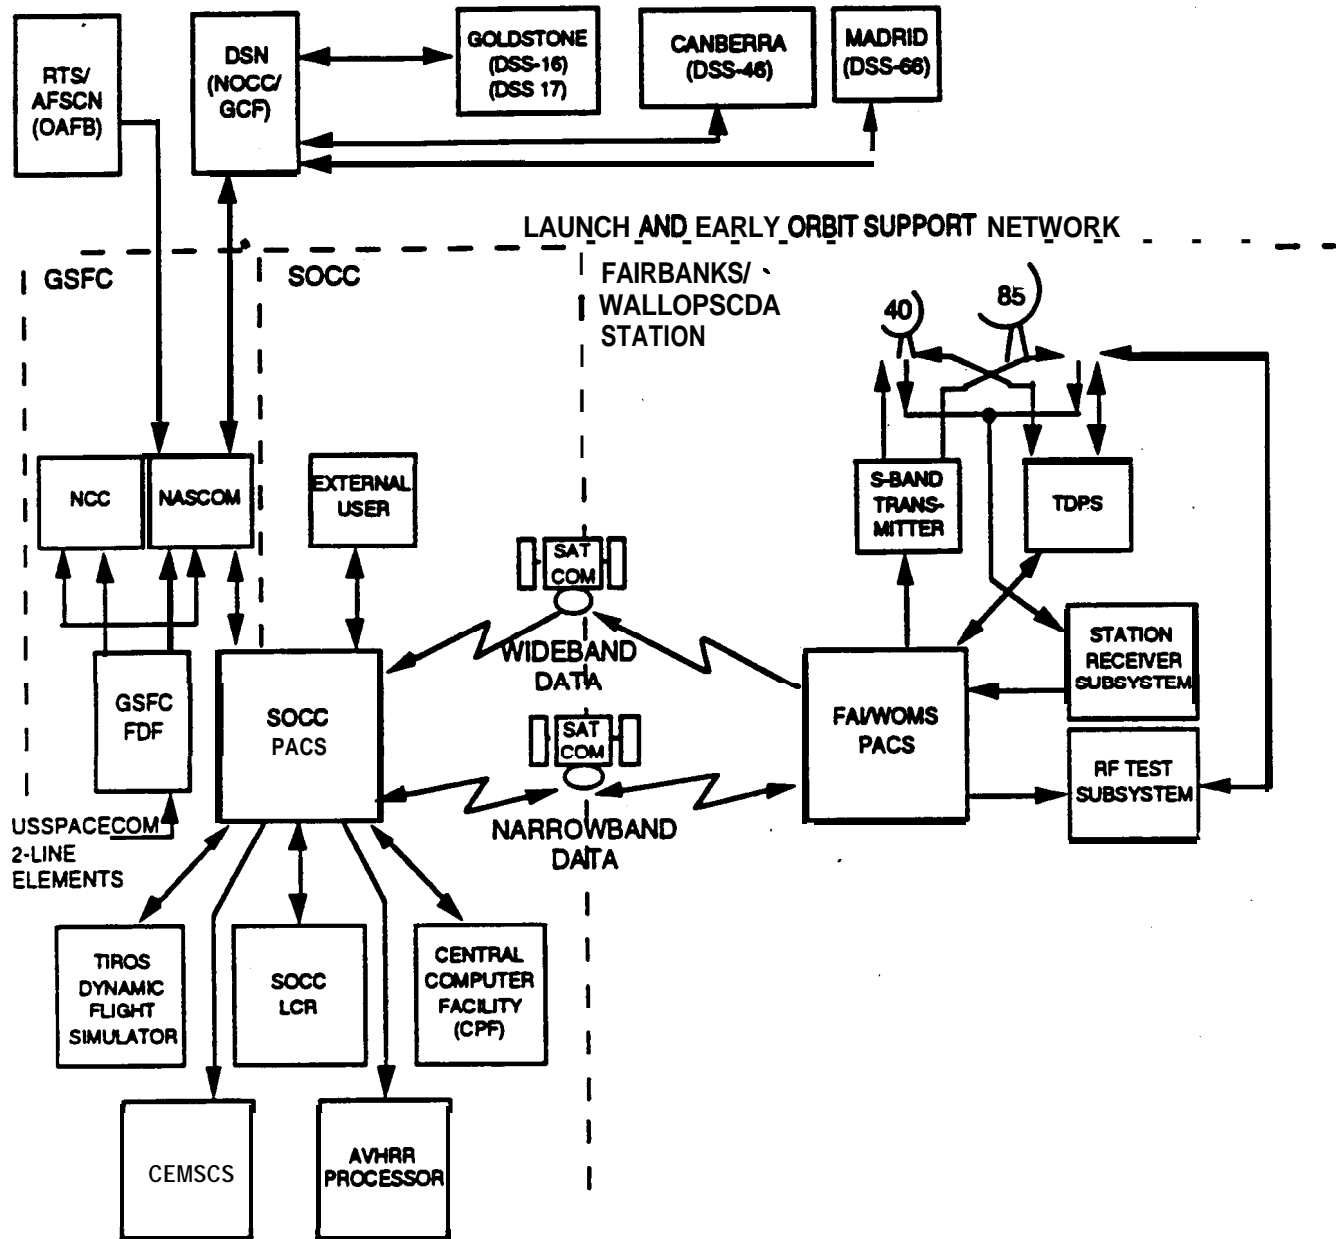 RTS/
AFSCN
(OAFB)
DSN
(NOCC/
GCF)
GOLDSTONE
(DSS-16)
(DSS 17)
CANBERRA
(DSS-46)
MADRID
(DSS-66)
LAUNCH AND EARLY ORBIT SUPPORT NETWORK
GSFC
SOCC
FAIRBANKS/
WALLOPSCDA
STATION
40
85
NCC
NASCOM
EXTERNAL
USER
S-BAND
TRANS-
MITTER
TDPS
SAT
COM
WIDEBAND
DATA
STATION
RECEIVER
SUBSYSTEM
GSFC
FDF
SOCC
PACS
FAI/WOMS
PACS
SAT
COM
RF TEST
SUBSYSTEM
NARROWBAND
DATA
USSPACECOM
2-LINE
ELEMENTS
TIROS
DYNAMIC
FLIGHT
SIMULATOR
SOCC
LCR
CENTRAL
COMPUTER
FACILITY
(CPF)
CEMSCS
AVHRR
PROCESSOR